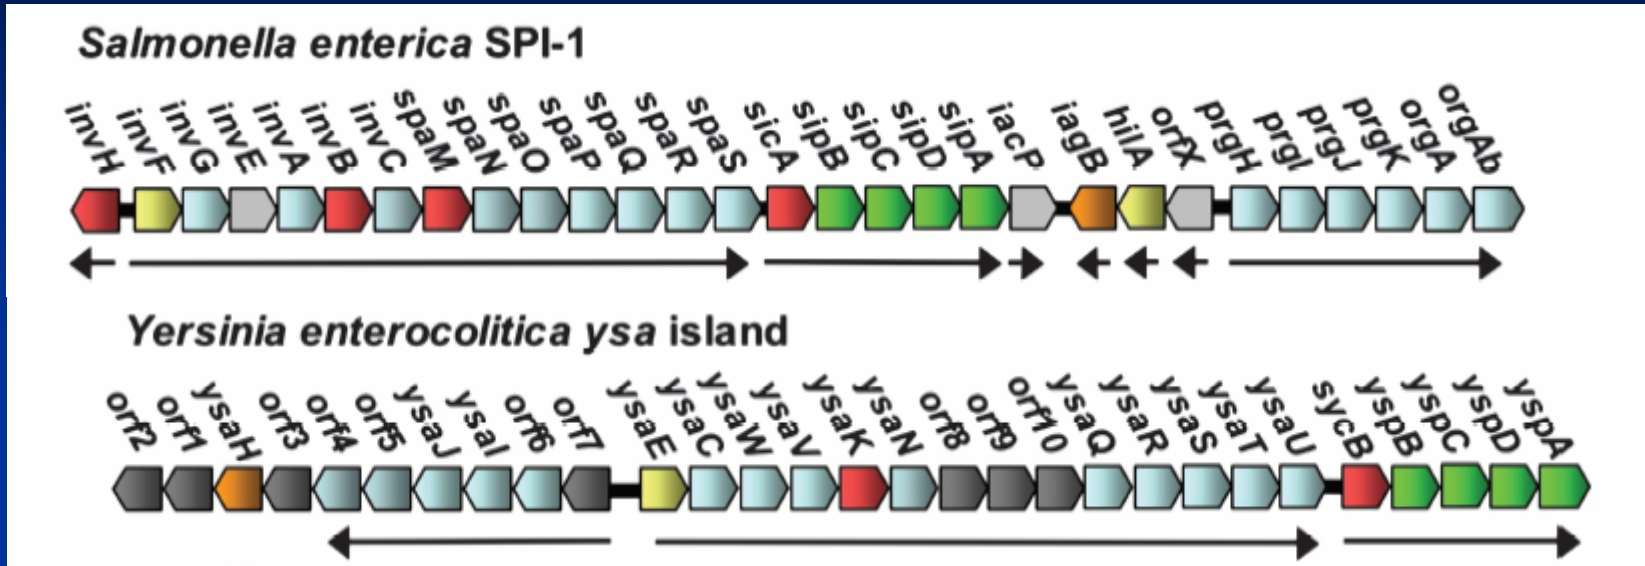 Salmonella enterica SPI-1
invH invF invG invE invA invB invC spaM spaN spaO spaP spaQ spaR spaS sicA sipB sipC sipD sipA iacP iagB hilA orfX prgH prgI prgJ prgK orgA orgAb
Yersinia enterocolitica ysa island
orf2 orf1 ysaH orf3 orf4 orf5 ysaJ ysaI orf6 orf7 ysaE ysaC ysaW ysaV ysaK ysaN orf8 orf9 orf10 ysaQ ysaR ysaS ysaT ysaU sycB yspB yspC yspD yspA